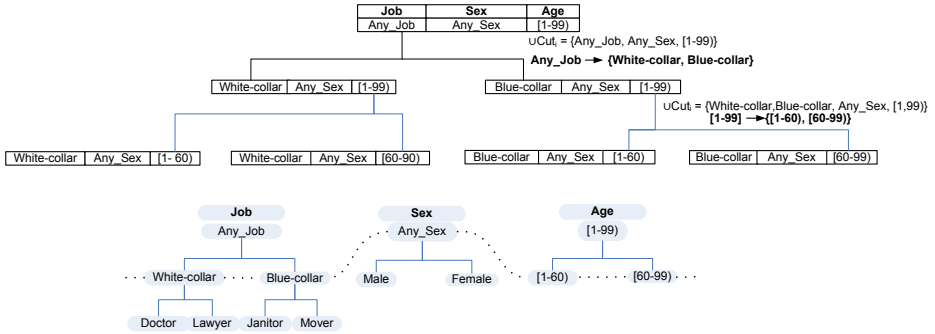 Job Sex Age
Any_Job Any_Sex [1-99)
∪Cutᵢ = {Any_Job, Any_Sex, [1-99)}
Any_Job → {White-collar, Blue-collar}
White-collar Any_Sex [1-99)
Blue-collar Any_Sex [1-99)
∪Cutᵢ = {White-collar,Blue-collar, Any_Sex, [1,99)}
[1-99] → {[1-60), [60-99)}
White-collar Any_Sex [1- 60)
White-collar Any_Sex [60-90)
Blue-collar Any_Sex [1-60)
Blue-collar Any_Sex [60-99)
Job Sex Age
Any_Job Any_Sex [1-99)
White-collar Blue-collar Male Female [1-60) [60-99)
Doctor Lawyer Janitor Mover